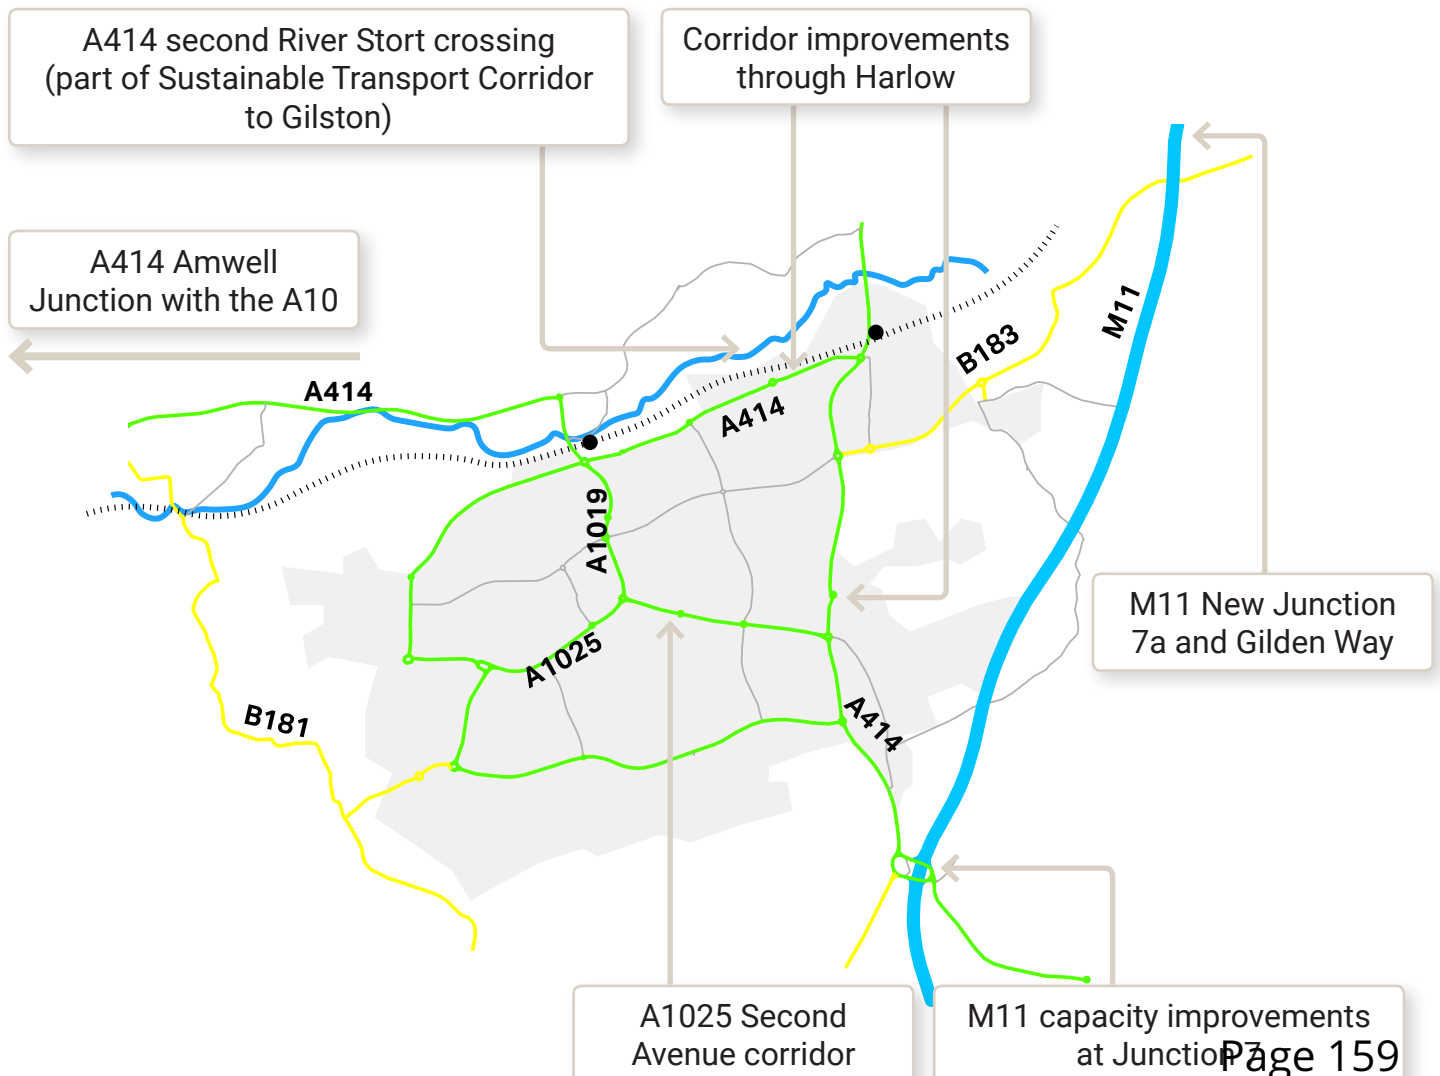 A414 second River Stort crossing
(part of Sustainable Transport Corridor
to Gilston)
Corridor improvements
through Harlow
A414 Amwell
Junction with the A10
A414
M11
B183
A414
A1019
M11 New Junction
7a and Gilden Way
A1025
B181
A414
A1025 Second
Avenue corridor
M11 capacity improvements
at Junction 7
Page 159